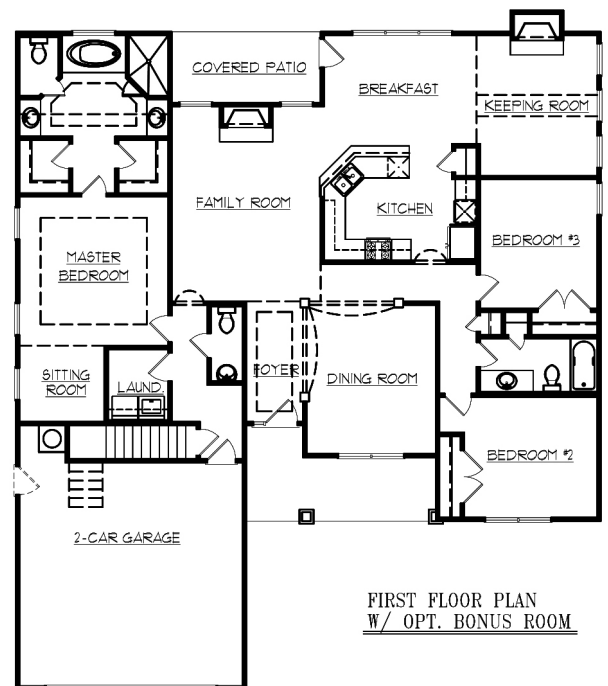 COVERED PATIO
BREAKFAST
KEEPING ROOM
FAMILY ROOM
KITCHEN
MASTER
BEDROOM
BEDROOM #3
SITTING
ROOM
LAUND.
FOYER
DINING ROOM
BEDROOM #2
2-CAR GARAGE
FIRST FLOOR PLAN
W/ OPT. BONUS ROOM